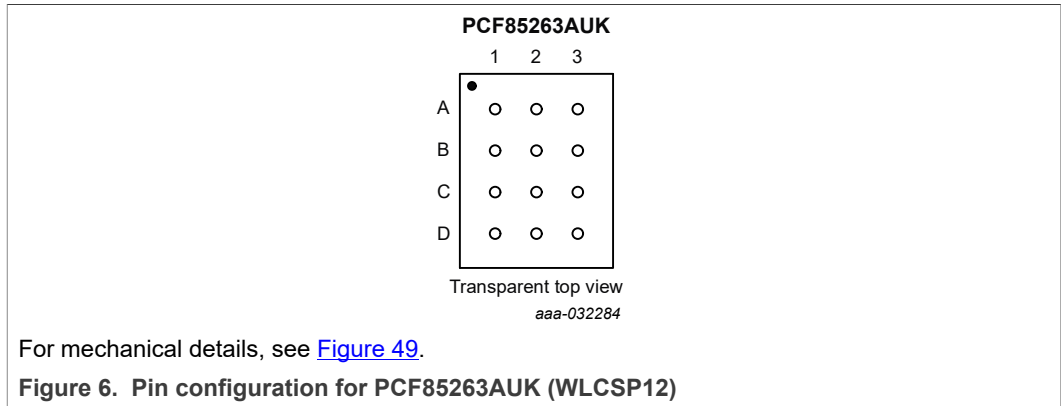 PCF85263AUK
1 2 3
A
B
C
D
Transparent top view
aaa-032284
For mechanical details, see Figure 49.
Figure 6. Pin configuration for PCF85263AUK (WLCSP12)